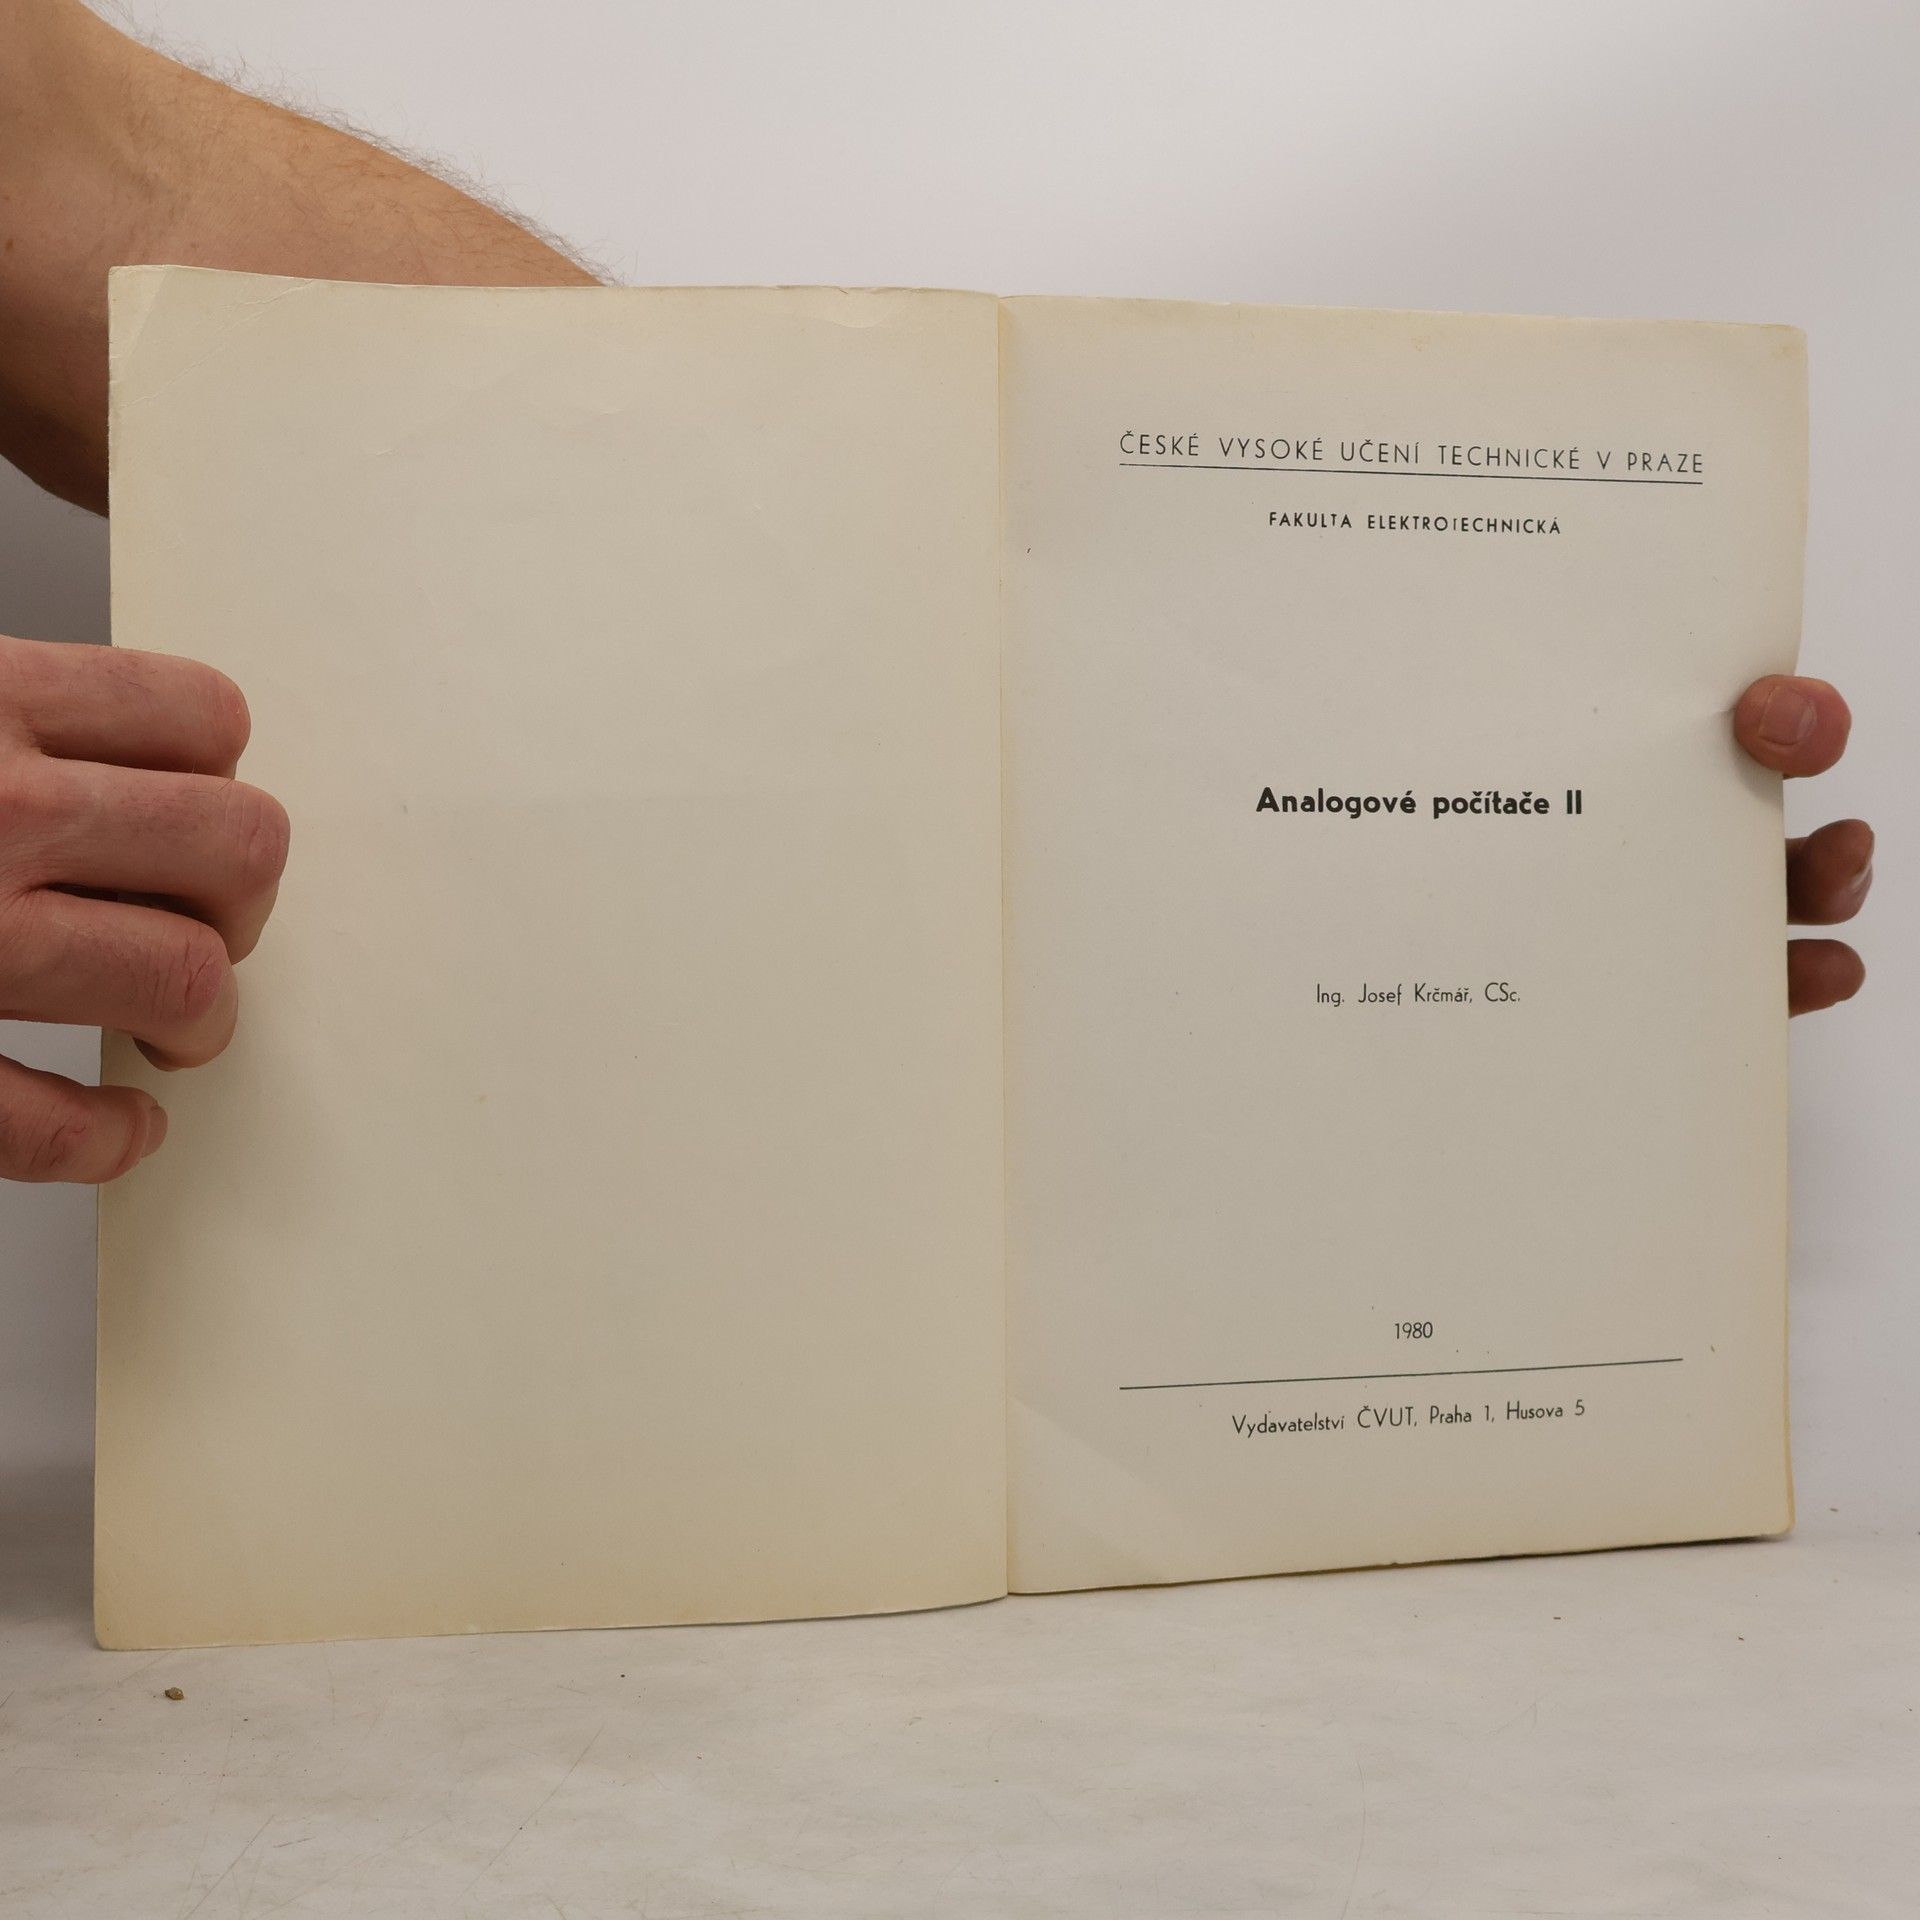 ČESKÉ VYSOKÉ UČENÍ TECHNICKÉ V PRAZE
FAKULTA ELEKTROTECHNICKÁ
Analogové počítače II
Ing. Josef Krčmář, CSc.
1980
Vydavatelství ČVUT, Praha 1, Husova 5